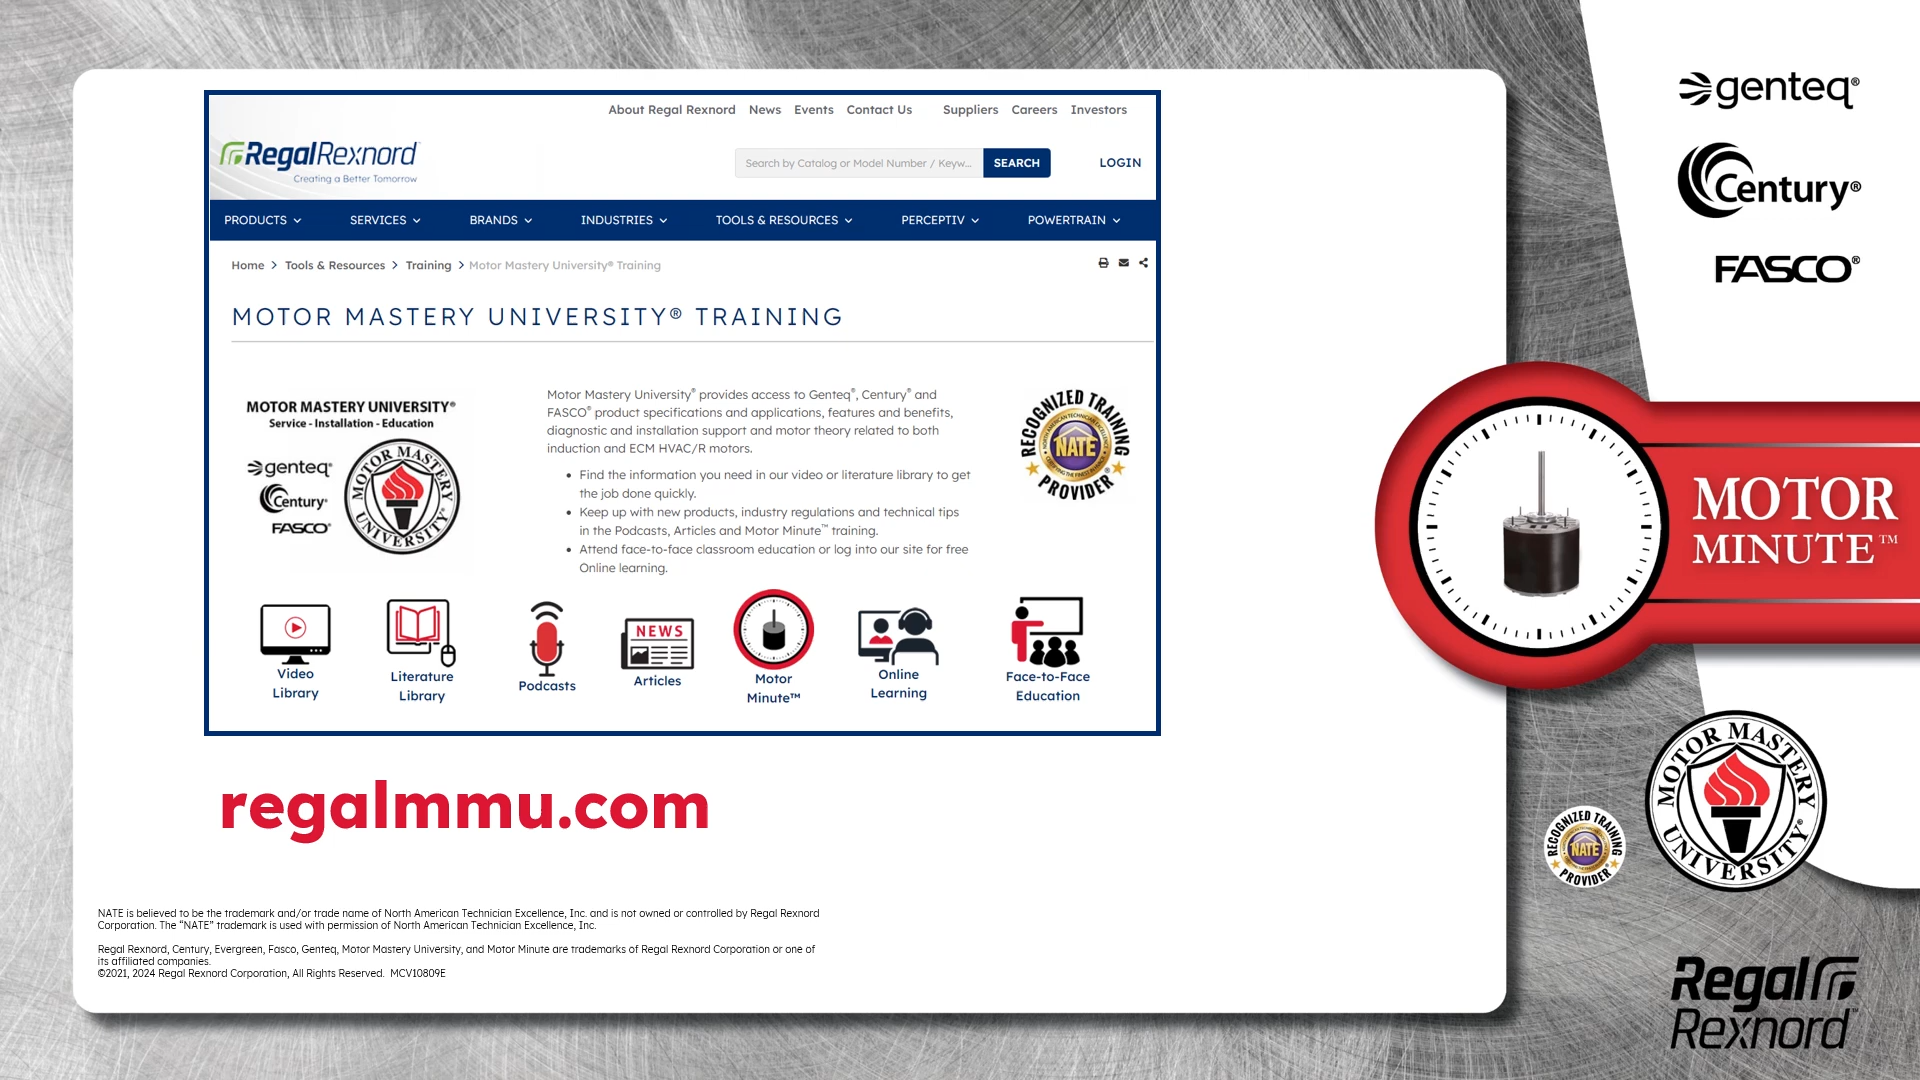 About Regal Rexnord News Events Contact Us Suppliers Careers Investors
RegalRexnord
Creating a Better Tomorrow
Search by Catalog or Model Number / Keyw... SEARCH LOGIN
PRODUCTS SERVICES BRANDS INDUSTRIES TOOLS & RESOURCES PERCEPTIV POWERTRAIN
Home > Tools & Resources > Training > Motor Mastery University® Training
MOTOR MASTERY UNIVERSITY® TRAINING
MOTOR MASTERY UNIVERSITY®
Service - Installation - Education
genteq®
Century®
FASCO®
MOTOR MASTERY UNIVERSITY®
Motor Mastery University® provides access to Genteq®, Century® and
FASCO® product specifications and applications, features and benefits,
diagnostic and installation support and motor theory related to both
induction and ECM HVAC/R motors.
• Find the information you need in our video or literature library to get
the job done quickly.
• Keep up with new products, industry regulations and technical tips
in the Podcasts, Articles and Motor Minute™ training.
• Attend face-to-face classroom education or log into our site for free
Online learning.
RECOGNIZED TRAINING PROVIDER
NORTH AMERICAN TECHNICIAN EXCELLENCE
NATE®
CERTIFYING THE FINEST IN HVACR
Video
Library
Literature
Library
Podcasts
NEWS
Articles
Motor
Minute™
Online
Learning
Face-to-Face
Education
regalmmu.com
NATE is believed to be the trademark and/or trade name of North American Technician Excellence, Inc. and is not owned or controlled by Regal Rexnord
Corporation. The “NATE” trademark is used with permission of North American Technician Excellence, Inc.
Regal Rexnord, Century, Evergreen, Fasco, Genteq, Motor Mastery University, and Motor Minute are trademarks of Regal Rexnord Corporation or one of
its affiliated companies.
©2021, 2024 Regal Rexnord Corporation, All Rights Reserved. MCV10809E
genteq®
Century®
FASCO®
MOTOR
MINUTE™
MOTOR MASTERY UNIVERSITY®
RECOGNIZED TRAINING PROVIDER
NATE
Regal
Rexnord™